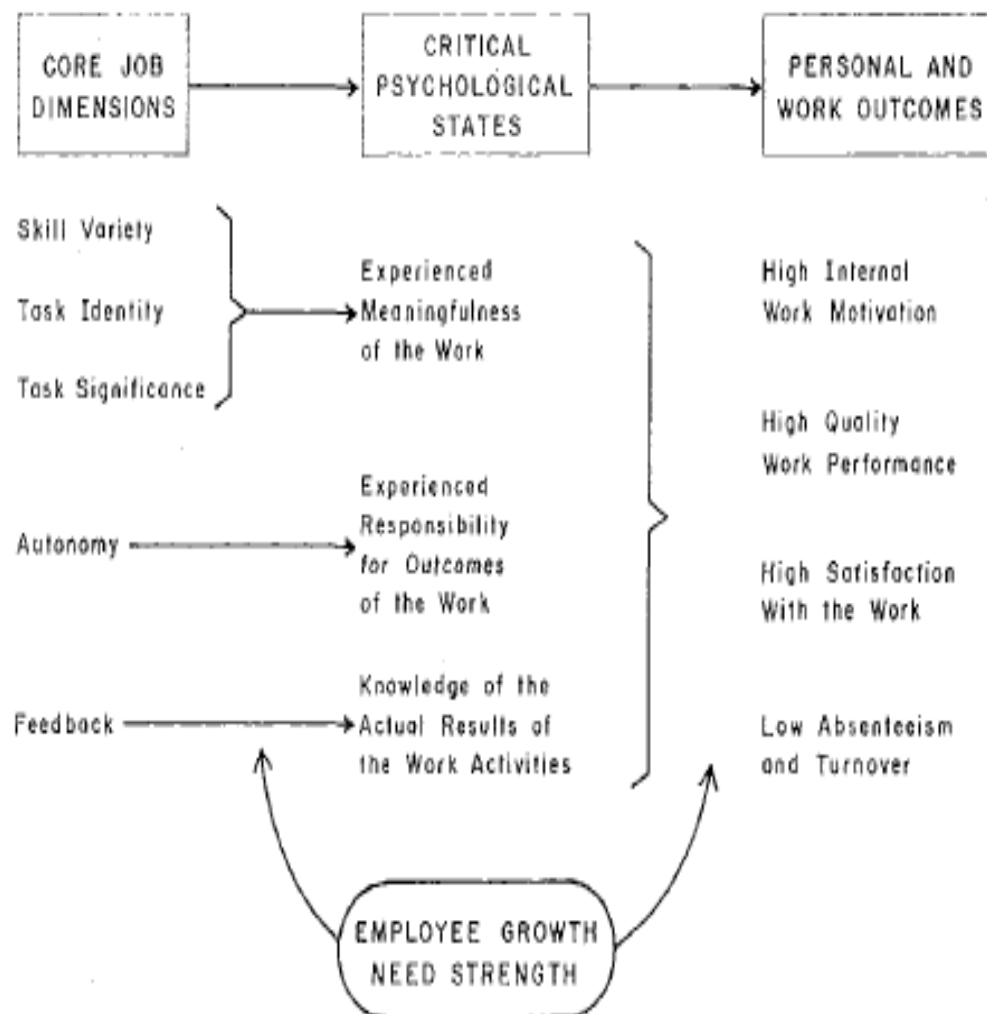 CORE JOB
DIMENSIONS
CRITICAL
PSYCHOLOGICAL
STATES
PERSONAL AND
WORK OUTCOMES
Skill Variety
Task Identity
Task Significance
Experienced
Meaningfulness
of the Work
High Internal
Work Motivation
High Quality
Work Performance
Autonomy
Experienced
Responsibility
for Outcomes
of the Work
High Satisfaction
With the Work
Feedback
Knowledge of the
Actual Results of
the Work Activities
Low Absenteeism
and Turnover
EMPLOYEE GROWTH
NEED STRENGTH